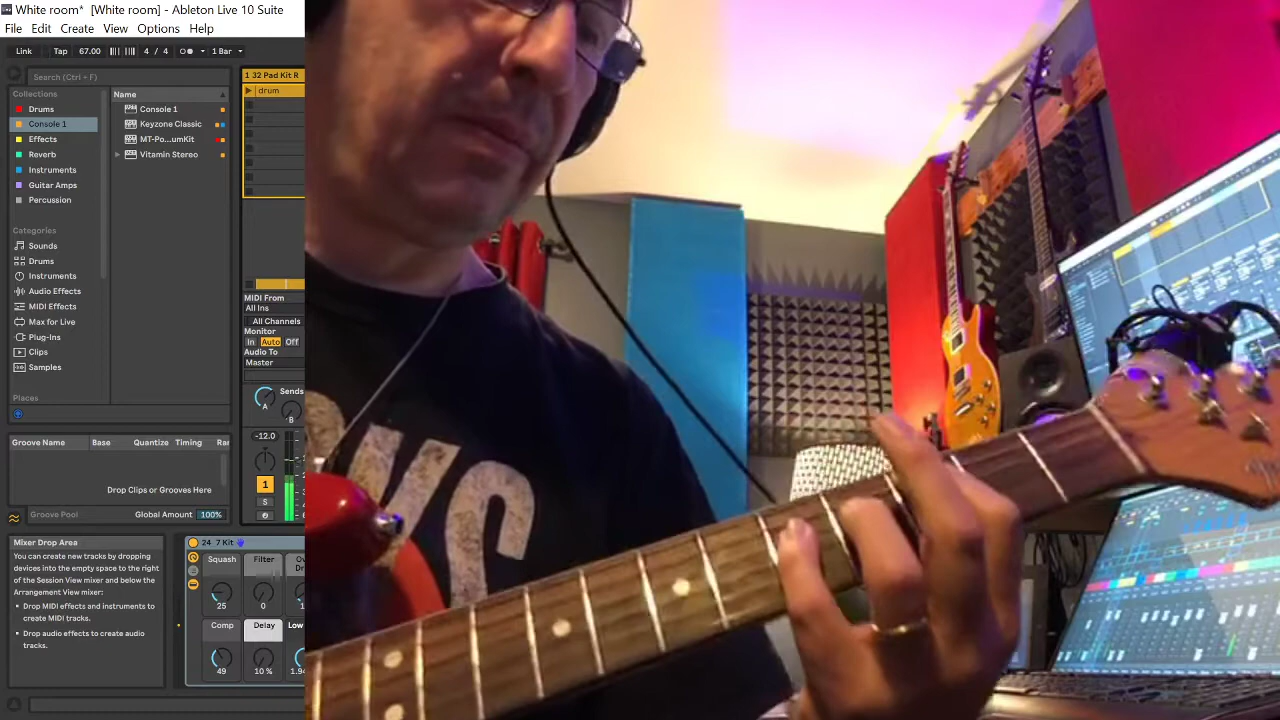 White room* [White room] - Ableton Live 10 Suite
File Edit Create View Options Help
Link Tap 67.00 4 / 4 1 Bar
Search (Ctrl + F)
Collections
Drums
Console 1
Effects
Reverb
Instruments
Guitar Amps
Percussion
Categories
Sounds
Drums
Instruments
Audio Effects
MIDI Effects
Max for Live
Plug-Ins
Clips
Samples
Places
Name
Console 1
Keyzone Classic
MT-Po...umKit
Vitamin Stereo
1 32 Pad Kit R
drum
MIDI From
All Ins
All Channels
Monitor
In Auto Off
Audio To
Master
Sends
A
B
-12.0
1
S
Groove Name Base Quantize Timing Ran
Drop Clips or Grooves Here
Groove Pool Global Amount 100%
Mixer Drop Area
You can create new tracks by dropping
devices into the empty space to the right
of the Session View mixer and below the
Arrangement View mixer:
• Drop MIDI effects and instruments to
create MIDI tracks.
• Drop audio effects to create audio
tracks.
24 7 Kit
Squash Filter
25 0
Comp Delay Low
49 10 % 1.94